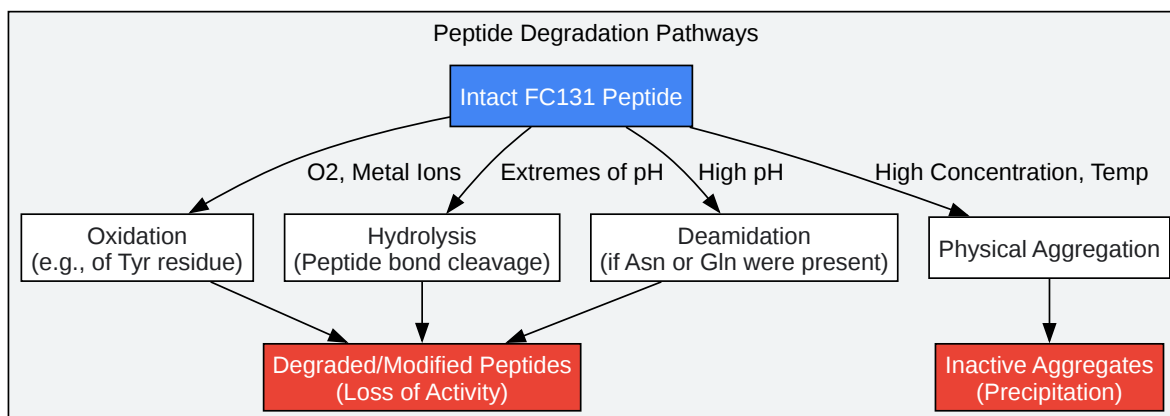 Peptide Degradation Pathways
Intact FC131 Peptide
O2, Metal Ions
Extremes of pH
High pH
High Concentration, Temp
Oxidation
(e.g., of Tyr residue)
Hydrolysis
(Peptide bond cleavage)
Deamidation
(if Asn or Gln were present)
Physical Aggregation
Degraded/Modified Peptides
(Loss of Activity)
Inactive Aggregates
(Precipitation)